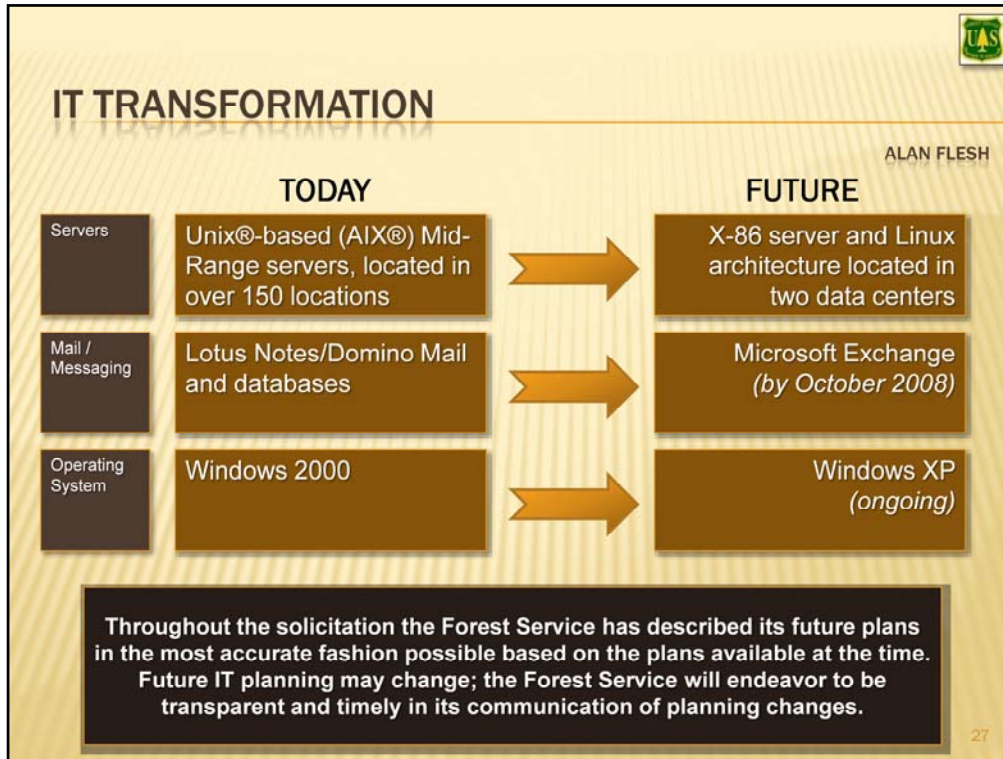 UAS
IT TRANSFORMATION
ALAN FLESH
TODAY
FUTURE
Servers
Unix®-based (AIX®) Mid-
Range servers, located in
over 150 locations
X-86 server and Linux
architecture located in
two data centers
Mail /
Messaging
Lotus Notes/Domino Mail
and databases
Microsoft Exchange
(by October 2008)
Operating
System
Windows 2000
Windows XP
(ongoing)
Throughout the solicitation the Forest Service has described its future plans
in the most accurate fashion possible based on the plans available at the time.
Future IT planning may change; the Forest Service will endeavor to be
transparent and timely in its communication of planning changes.
27